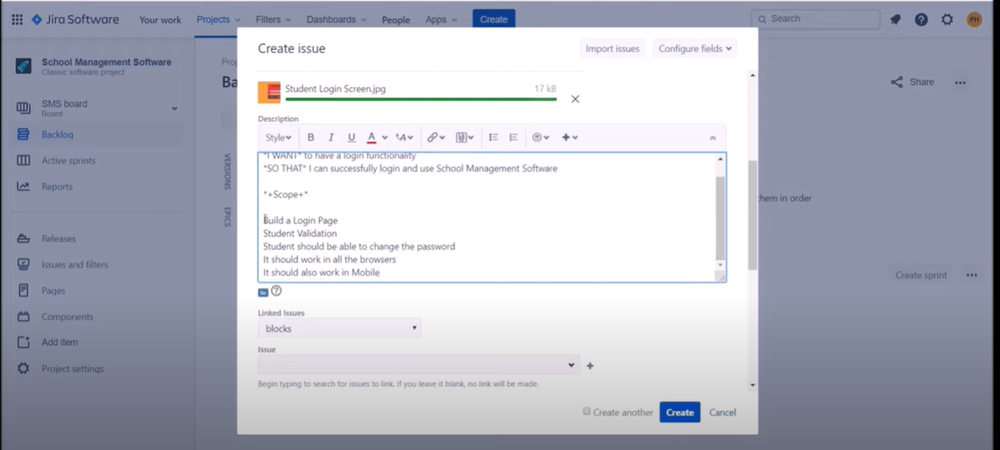 Jira Software
Your work
Projects
Filters
Dashboards
People
Apps
Create
Search
PH
School Management Software
Classic software project
SMS board
Board
Backlog
Active sprints
Reports
Releases
Issues and filters
Pages
Components
Add item
Project settings
Proj
Ba
VERSIONS
EPICS
Share
them in order
Create sprint
Create issue
Import issues
Configure fields
Student Login Screen.jpg
17 kB
Description
Style
B I U A A
*I WANT* to have a login functionality
*SO THAT* I can successfully login and use School Management Software
*+Scope+*
Build a Login Page
Student Validation
Student should be able to change the password
It should work in all the browsers
It should also work in Mobile
Linked Issues
blocks
Issue
Begin typing to search for issues to link. If you leave it blank, no link will be made.
Create another
Create
Cancel